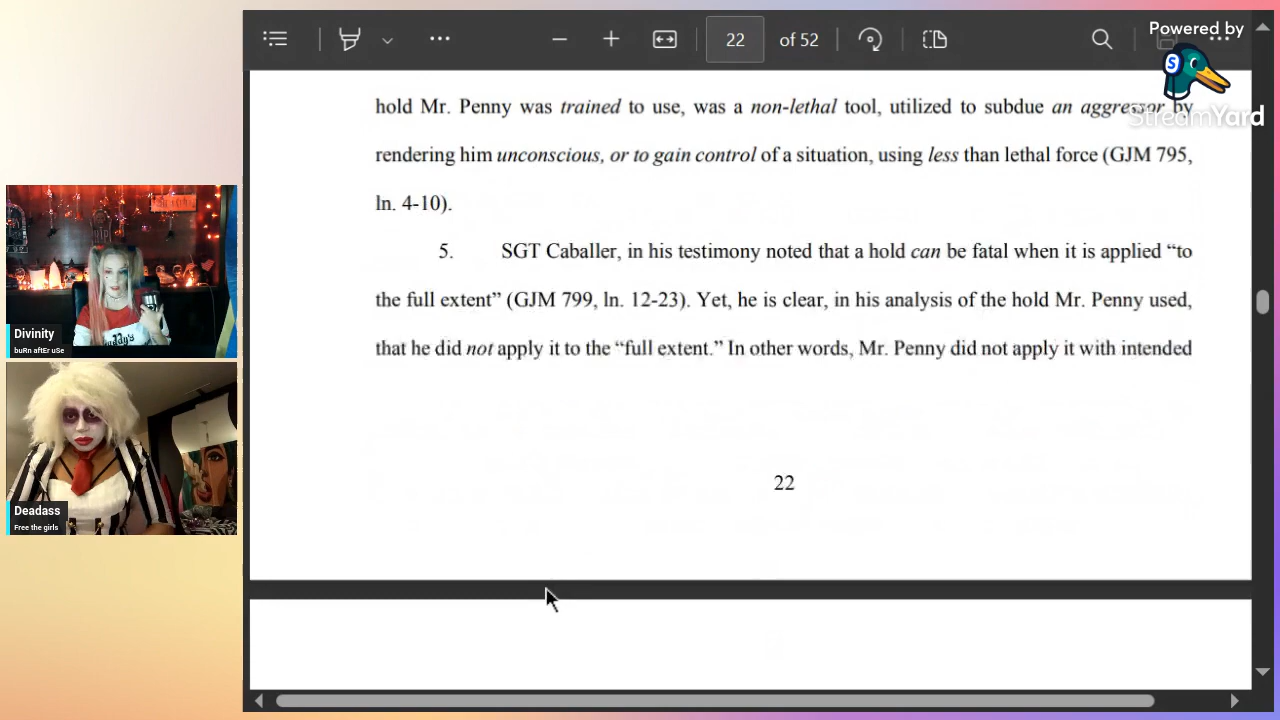 22 of 52
Powered by
StreamYard
S
hold Mr. Penny was trained to use, was a non-lethal tool, utilized to subdue an aggressor by
rendering him unconscious, or to gain control of a situation, using less than lethal force (GJM 795,
ln. 4-10).
5. SGT Caballer, in his testimony noted that a hold can be fatal when it is applied “to
the full extent” (GJM 799, ln. 12-23). Yet, he is clear, in his analysis of the hold Mr. Penny used,
that he did not apply it to the “full extent.” In other words, Mr. Penny did not apply it with intended
22
Divinity
buRn aftEr uSe
Deadass
Free the girls